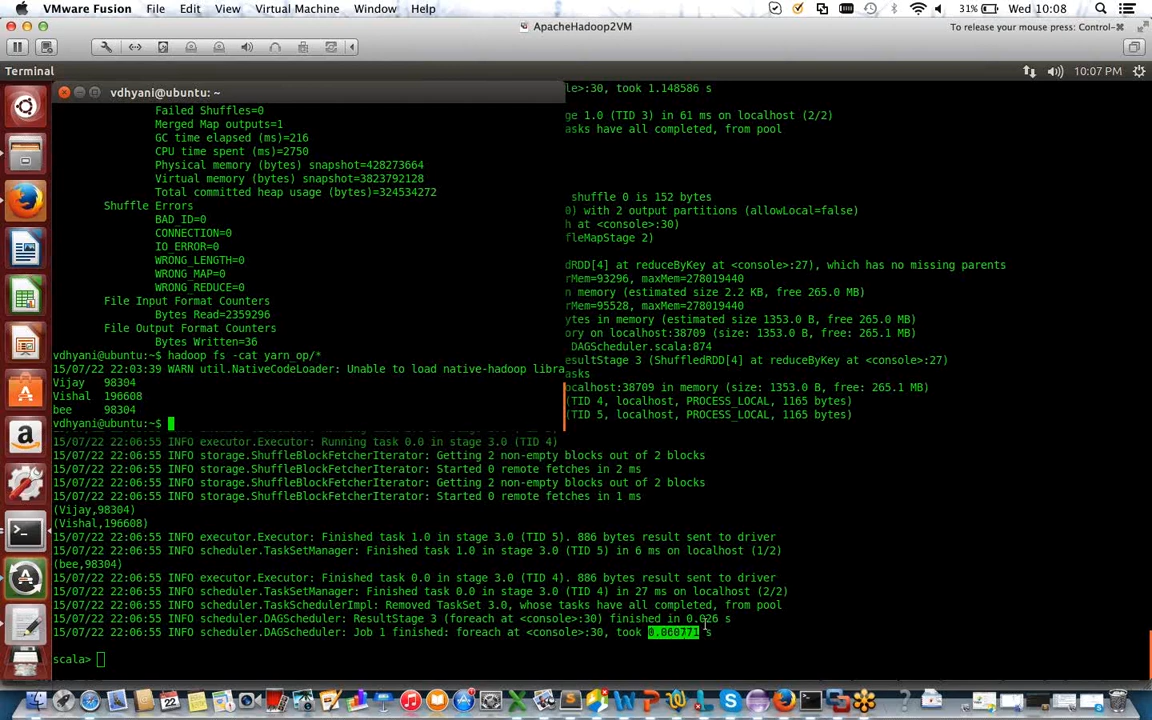 VMware Fusion File Edit View Virtual Machine Window Help 31% Wed 10:08
ApacheHadoop2VM
To release your mouse press: Control-⌘
Terminal 10:07 PM
vdhyani@ubuntu: ~
Failed Shuffles=0
Merged Map outputs=1
GC time elapsed (ms)=216
CPU time spent (ms)=2750
Physical memory (bytes) snapshot=428273664
Virtual memory (bytes) snapshot=3823792128
Total committed heap usage (bytes)=324534272
Shuffle Errors
BAD_ID=0
CONNECTION=0
IO_ERROR=0
WRONG_LENGTH=0
WRONG_MAP=0
WRONG_REDUCE=0
File Input Format Counters
Bytes Read=2359296
File Output Format Counters
Bytes Written=36
vdhyani@ubuntu:~$ hadoop fs -cat yarn_op/*
15/07/22 22:03:39 WARN util.NativeCodeLoader: Unable to load native-hadoop libra
Vijay 98304
Vishal 196608
bee 98304
vdhyani@ubuntu:~$
le>:30, took 1.148586 s
ge 1.0 (TID 3) in 61 ms on localhost (2/2)
asks have all completed, from pool
shuffle 0 is 152 bytes
0) with 2 output partitions (allowLocal=false)
h at <console>:30)
fleMapStage 2)
dRDD[4] at reduceByKey at <console>:27), which has no missing parents
rMem=93296, maxMem=278019440
n memory (estimated size 2.2 KB, free 265.0 MB)
rMem=95528, maxMem=278019440
ytes in memory (estimated size 1353.0 B, free 265.0 MB)
ory on localhost:38709 (size: 1353.0 B, free: 265.1 MB)
DAGScheduler.scala:874
esultStage 3 (ShuffledRDD[4] at reduceByKey at <console>:27)
asks
ocalhost:38709 in memory (size: 1353.0 B, free: 265.1 MB)
(TID 4, localhost, PROCESS_LOCAL, 1165 bytes)
(TID 5, localhost, PROCESS_LOCAL, 1165 bytes)
15/07/22 22:06:55 INFO executor.Executor: Running task 0.0 in stage 3.0 (TID 4)
15/07/22 22:06:55 INFO storage.ShuffleBlockFetcherIterator: Getting 2 non-empty blocks out of 2 blocks
15/07/22 22:06:55 INFO storage.ShuffleBlockFetcherIterator: Started 0 remote fetches in 2 ms
15/07/22 22:06:55 INFO storage.ShuffleBlockFetcherIterator: Getting 2 non-empty blocks out of 2 blocks
15/07/22 22:06:55 INFO storage.ShuffleBlockFetcherIterator: Started 0 remote fetches in 1 ms
(Vijay,98304)
(Vishal,196608)
15/07/22 22:06:55 INFO executor.Executor: Finished task 1.0 in stage 3.0 (TID 5). 886 bytes result sent to driver
15/07/22 22:06:55 INFO scheduler.TaskSetManager: Finished task 1.0 in stage 3.0 (TID 5) in 6 ms on localhost (1/2)
(bee,98304)
15/07/22 22:06:55 INFO executor.Executor: Finished task 0.0 in stage 3.0 (TID 4). 886 bytes result sent to driver
15/07/22 22:06:55 INFO scheduler.TaskSetManager: Finished task 0.0 in stage 3.0 (TID 4) in 27 ms on localhost (2/2)
15/07/22 22:06:55 INFO scheduler.TaskSchedulerImpl: Removed TaskSet 3.0, whose tasks have all completed, from pool
15/07/22 22:06:55 INFO scheduler.DAGScheduler: ResultStage 3 (foreach at <console>:30) finished in 0.026 s
15/07/22 22:06:55 INFO scheduler.DAGScheduler: Job 1 finished: foreach at <console>:30, took 0.060771 s
scala>